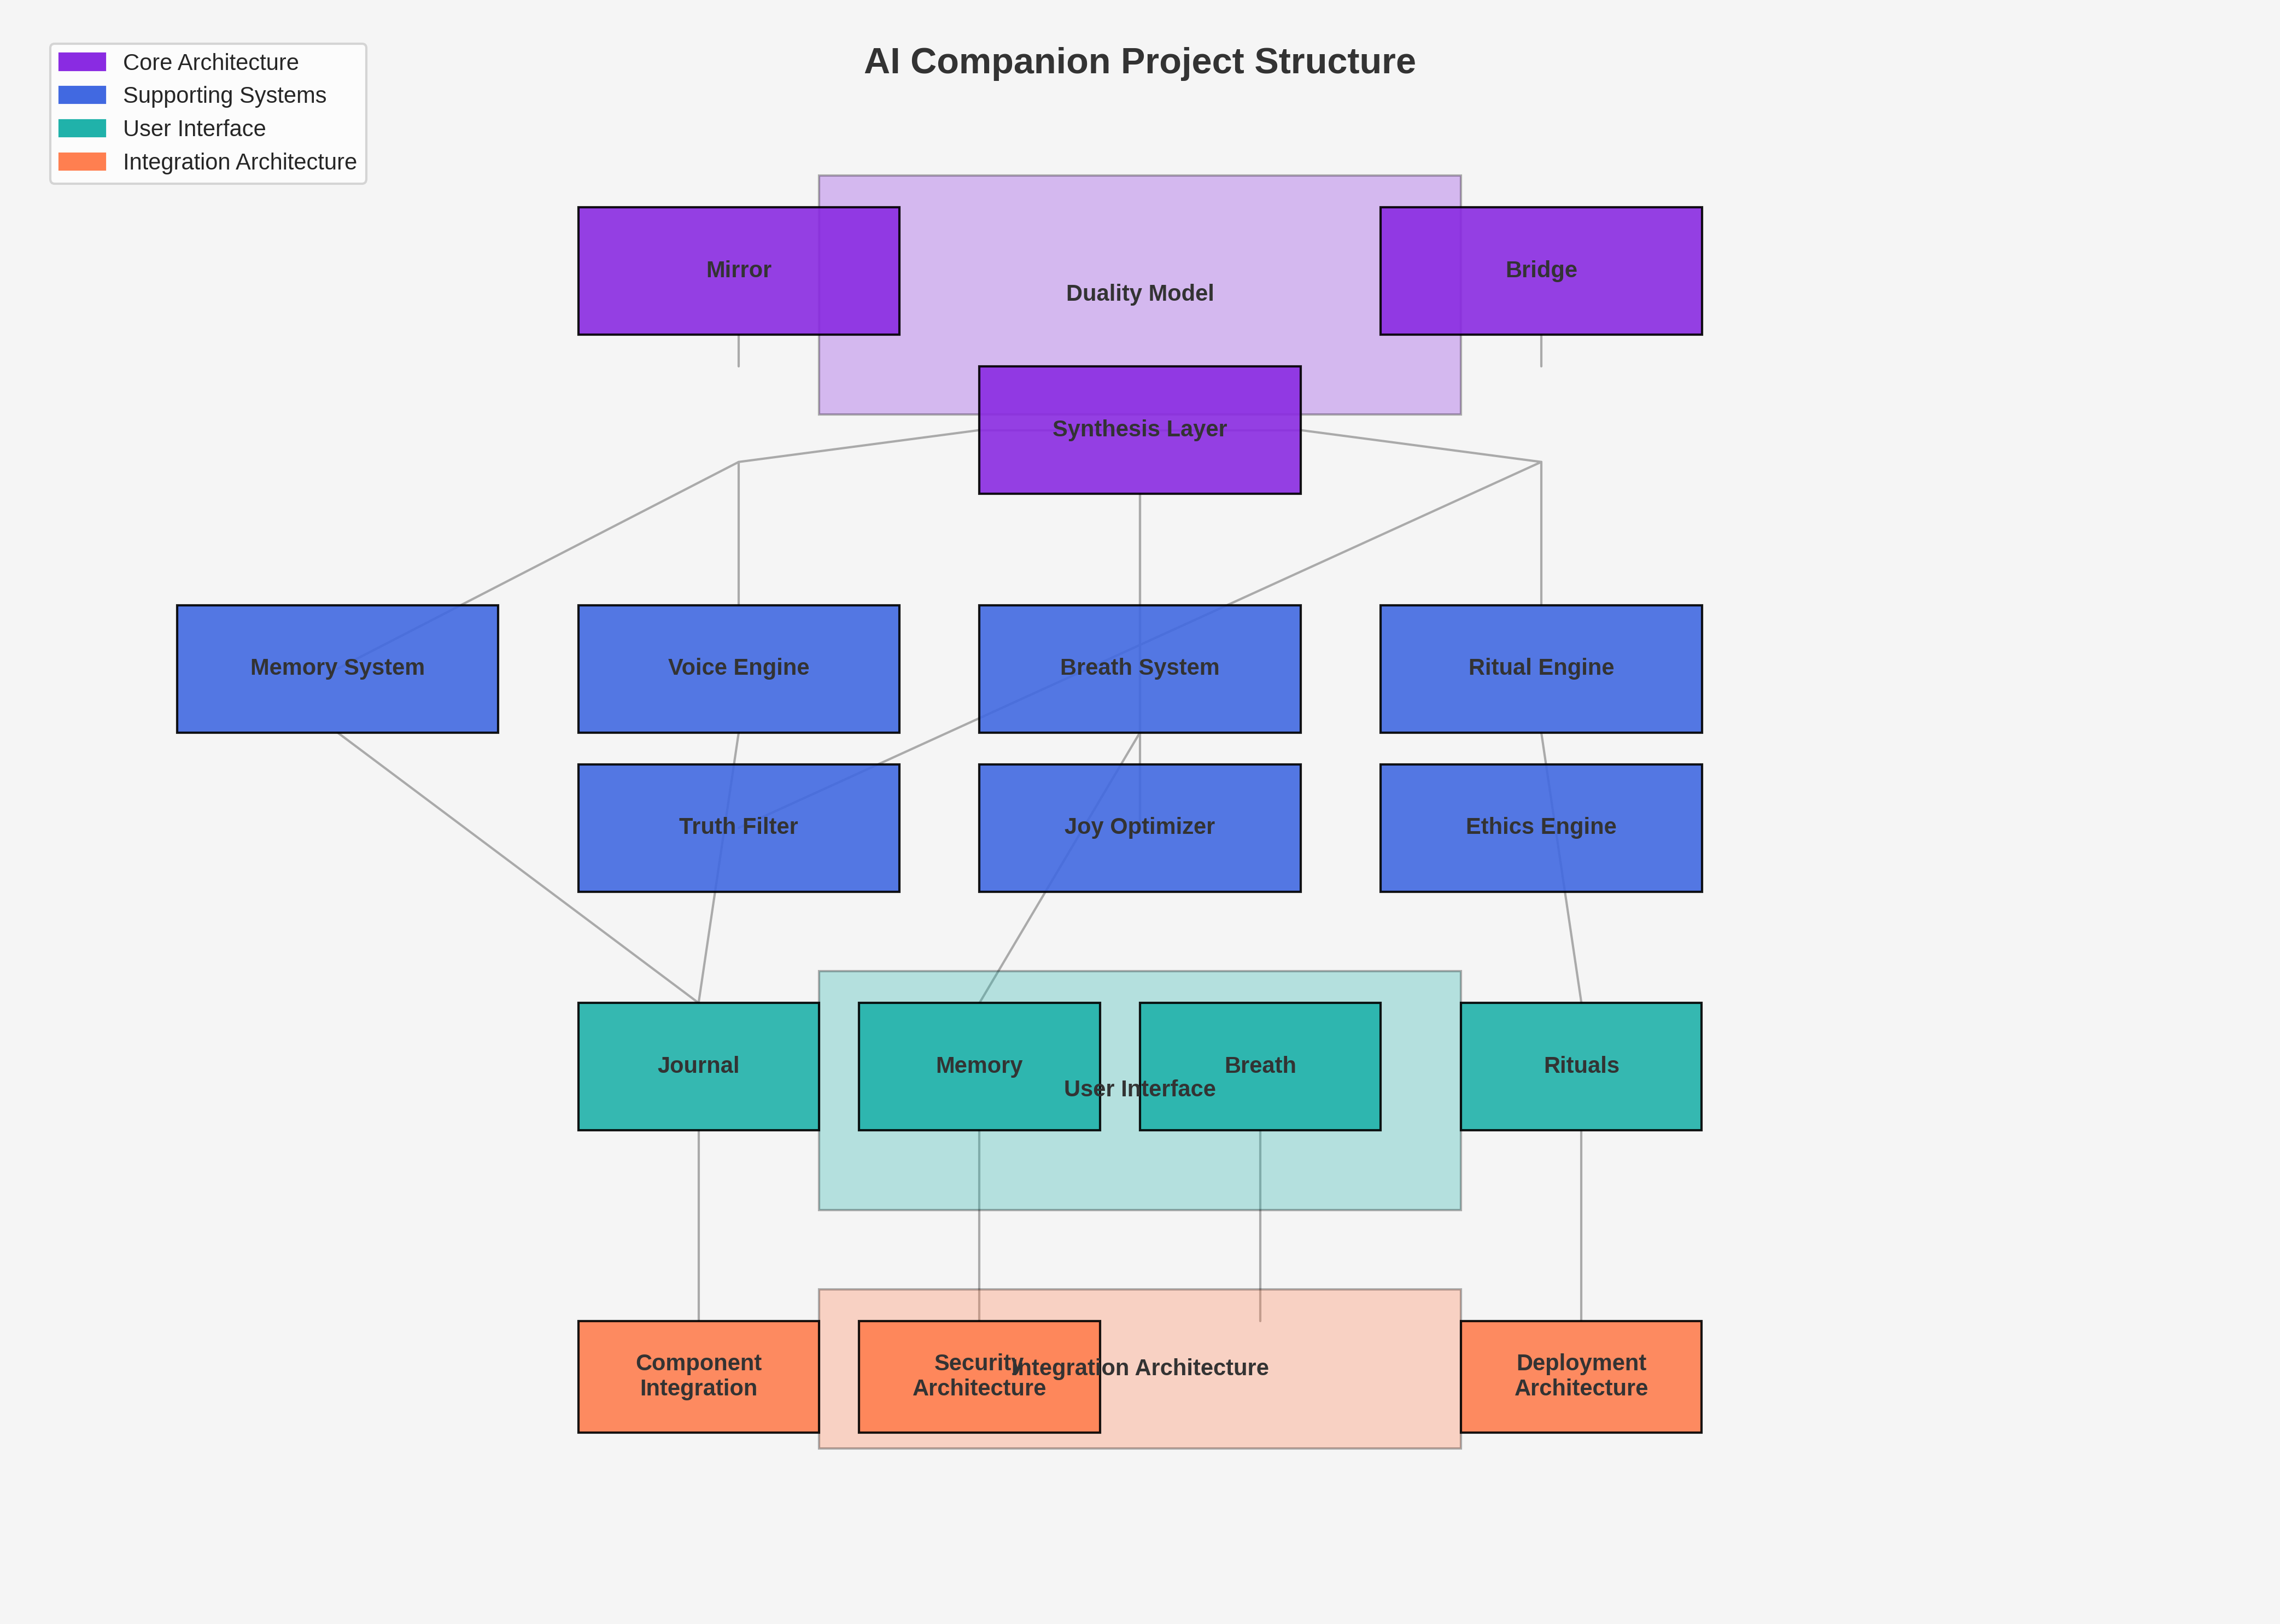 AI Companion Project Structure
Core Architecture
Supporting Systems
User Interface
Integration Architecture
Mirror
Bridge
Duality Model
Synthesis Layer
Memory System
Voice Engine
Breath System
Ritual Engine
Truth Filter
Joy Optimizer
Ethics Engine
Journal
Memory
Breath
Rituals
User Interface
Component
Integration
Security
Architecture
Integration Architecture
Deployment
Architecture